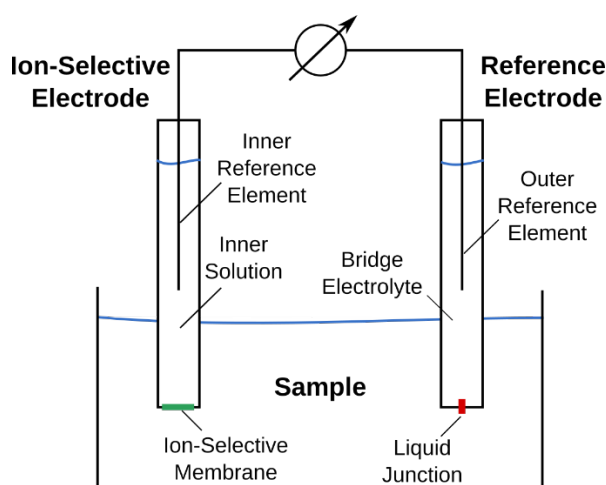 Ion-Selective
Electrode
Reference
Electrode
Inner
Reference
Element
Outer
Reference
Element
Inner
Solution
Bridge
Electrolyte
Sample
Ion-Selective
Membrane
Liquid
Junction